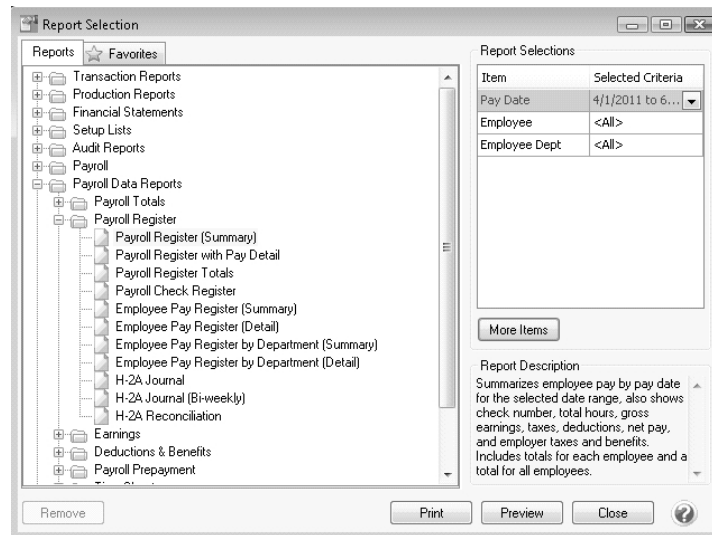 Report Selection
Reports
Favorites
Transaction Reports
Production Reports
Financial Statements
Setup Lists
Audit Reports
Payroll
Payroll Data Reports
Payroll Totals
Payroll Register
Payroll Register (Summary)
Payroll Register with Pay Detail
Payroll Register Totals
Payroll Check Register
Employee Pay Register (Summary)
Employee Pay Register (Detail)
Employee Pay Register by Department (Summary)
Employee Pay Register by Department (Detail)
H-2A Journal
H-2A Journal (Bi-weekly)
H-2A Reconciliation
Earnings
Deductions & Benefits
Payroll Prepayment
Report Selections
Item Selected Criteria
Pay Date 4/1/2011 to 6...
Employee <All>
Employee Dept <All>
More Items
Report Description
Summarizes employee pay by pay date
for the selected date range, also shows
check number, total hours, gross
earnings, taxes, deductions, net pay,
and employer taxes and benefits.
Includes totals for each employee and a
total for all employees.
Remove
Print
Preview
Close
?